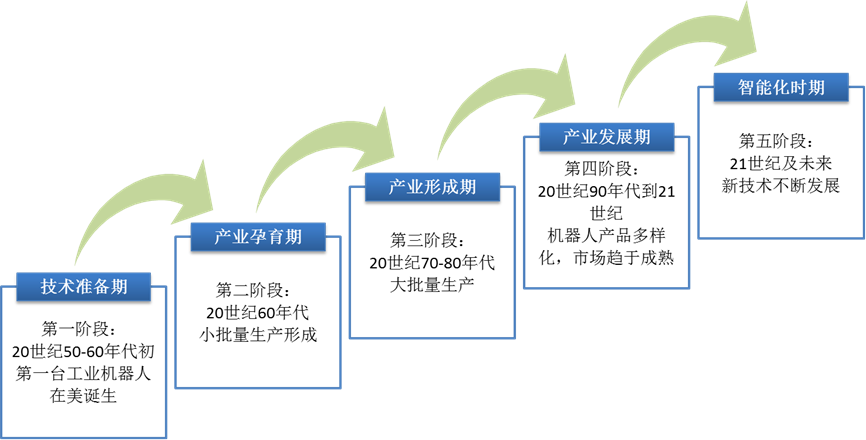 技术准备期
第一阶段：
20世纪50-60年代初
第一台工业机器人
在美诞生
产业孕育期
第二阶段：
20世纪60年代
小批量生产形成
产业形成期
第三阶段：
20世纪70-80年代
大批量生产
产业发展期
第四阶段：
20世纪90年代到21
世纪
机器人产品多样
化，市场趋于成熟
智能化时期
第五阶段：
21世纪及未来
新技术不断发展